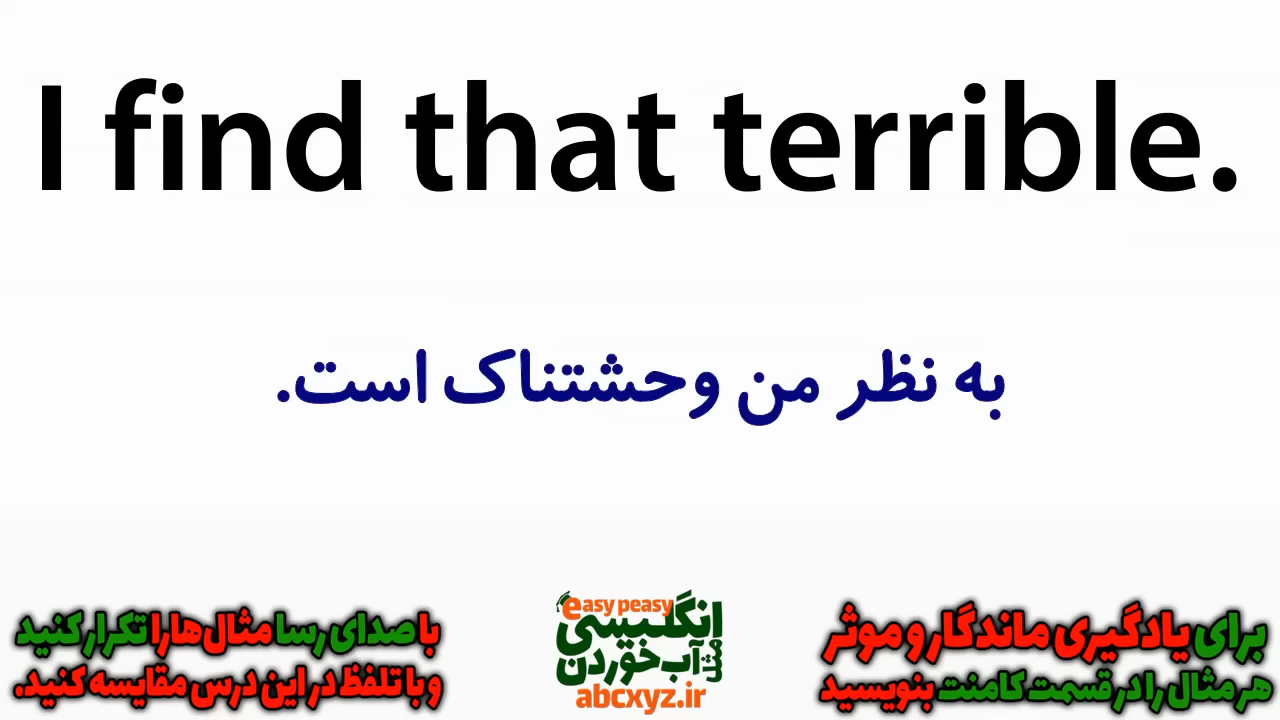 I find that terrible.
به نظر من وحشتناک است.
برای یادگیری ماندگار و موثر
هر مثال را در قسمت کامنت بنویسید
easy peasy
انگلیسی
مثل آب خوردن
abcxyz.ir
با صدای رسا مثال‌ها را تکرار کنید
و با تلفظ در این درس مقایسه کنید.